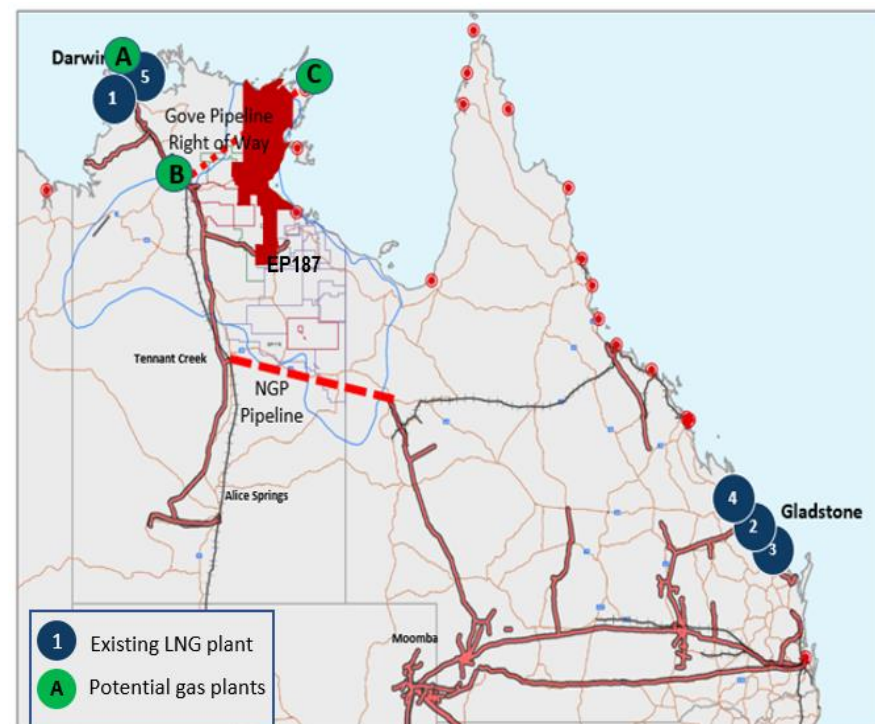 Darwin
A
5
1
C
Gove Pipeline
Right of Way
B
EP187
Tennant Creek
NGP
Pipeline
Alice Springs
4
2
3
Gladstone
Moomba
1 Existing LNG plant
A Potential gas plants